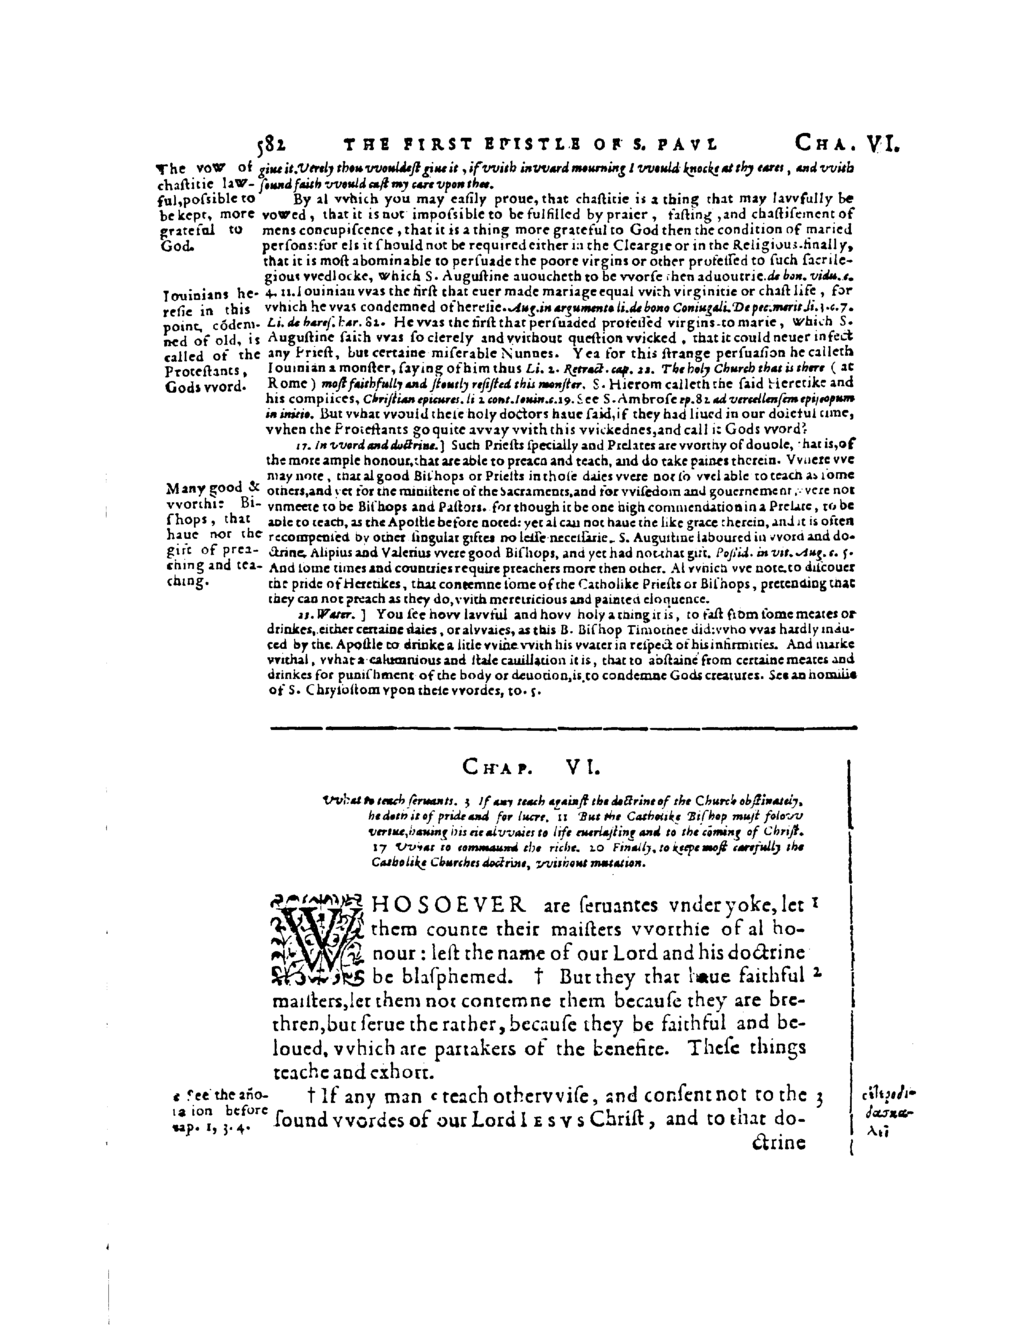 582 THE FIRST EPISTLE OF S. PAVL CHA. VI.
The vow of
chaſtitie law-
ful,poſsible to
be kept, more
grateful to
God.
giue it.Verely thou vvouldeſt giue it , if vvith invvard mourning I vvould knocke at thy eares , and vvith
ſound faith vvould caſt my care vpon thee.
By al vvhich you may eaſily proue, that chaſtitie is a thing that may lavvfully be
vowed , that it is not impoſsible to be fulfilled by praier , faſting , and chaſtiſement of
mens concupiſcence , that it is a thing more grateful to God then the condition of maried
perſons: for els it ſhould not be required either in the Cleargie or in the Religious. finally,
that it is moſt abominable to perſuade the poore virgins or other profeſſed to ſuch ſacrile-
gious vvedlocke, which S. Auguſtine auoucheth to be vvorſe then aduoutrie. de bon. vidu. c.
Iouinians he-
reſie in this
point, cõdem-
ned of old, is
called of the
Proteſtants,
Gods vvord.
4. 11. Iouinian vvas the firſt that euer made mariage equal vvith virginitie or chaſt life , for
vvhich he vvas condemned of hereſie. Aug. in argumento li. de bono Coniugali. De pec. merit. li. 3. c. 7.
Li. de hareſ. har. 82. He vvas the firſt that perſuaded profeſſed virgins to marie, which S.
Auguſtine ſaith vvas ſo clerely and vvithout queſtion vvicked , that it could neuer infect
any Prieſt, but certaine miſerable Nunnes. Yea for this ſtrange perſuaſion he calleth
Iouinian a monſter, ſaying of him thus Li. 2. Retract. cap. 22. The holy Church that is there ( at
Rome ) moſt faithfully and ſtoutly reſiſted this monſter. S. Hierom calleth the ſaid Heretike and
his complices, Chriſtian epicures. li 2 cont. Iouin. c. 19. See S. Ambroſe ep. 82 ad vercellenſem epiſcopum
in initio. But vvhat vvould theſe holy doctors haue ſaid, if they had liued in our doleful time,
vvhen the Proteſtants go quite avvay vvith this vvickednes, and call it Gods vvord?
17. In vvord and doctrine. ] Such Prieſts ſpecially and Prelates are vvorthy of double, that is, of
the more ample honour, that are able to preach and teach, and do take paines therein. Vvhere vve
Many good &
vvorthie Bi-
ſhops, that
haue not the
gift of prea-
ching and tea-
ching.
may note , that al good Biſhops or Prieſts in thoſe daies vvere not ſo vvel able to teach as ſome
others, and yet for the miniſterie of the Sacraments, and for vviſedom and gouernement, vvere not
vnmeete to be Biſhops and Paſtors. for though it be one high commendation in a Prelate, to be
able to teach, as the Apoſtle before noted: yet al can not haue the like grace therein, and it is often
recompenſed by other ſingular giftes no leſſe neceſſarie. S. Auguſtine laboured in vvord and do-
ctrine, Alipius and Valerius vvere good Biſhops, and yet had not that gift. Poſſid. in vit. Aug. c. 5.
And ſome times and countries require preachers more then other. Al vvhich vve note, to diſcouer
the pride of Heretikes, that contemne ſome of the Catholike Prieſts or Biſhops, pretending that
they can not preach as they do, vvith meretricious and painted eloquence.
23. Water. ] You ſee hovv lavvful and hovv holy a thing it is, to faſt from ſome meates or
drinkes, either certaine daies, or alvvaies, as this B. Biſhop Timothee did: vvho vvas hardly indu-
ced by the Apoſtle to drinke a litle vvine vvith his vvater in reſpect of his infirmities. And marke
vvithal, vvhat a calumnious and ſtale cauillation it is, that to abſtaine from certaine meates and
drinkes for puniſhment of the body or deuotion, is to condemne Gods creatures. See an homilie
of S. Chryſoſtom vpon theſe vvordes, to. 5.
CHAP. VI.
Vvhat to teach ſeruants. 3 If any teach againſt the doctrine of the Church obſtinately,
he doth it of pride and for lucre. 11 But the Catholike Biſhop muſt folovv
vertue, hauing his eie alvvaies to life euerlaſting and to the coming of Chriſt.
17 Vvhat to commaund the riche. 20 Finally, to keepe moſt carefully the
Catholike Churches doctrine, vvithout mutation.
WHOSOEVER are ſeruantes vnder yoke, let 1
them counte their maiſters vvorthie of al ho-
nour : leſt the name of our Lord and his doctrine
be blaſphemed. † But they that haue faithful 2
maiſters, let them not contemne them becauſe they are bre-
thren, but ſerue the rather, becauſe they be faithful and be-
loued, vvhich are partakers of the benefite. Theſe things
teache and exhort.
c See the año-
tation before
cap. 1, 3. 4.
† If any man c teach othervviſe, and conſent not to the 3
ſound vvordes of our Lord IESVS Chriſt, and to that do-
ctrine